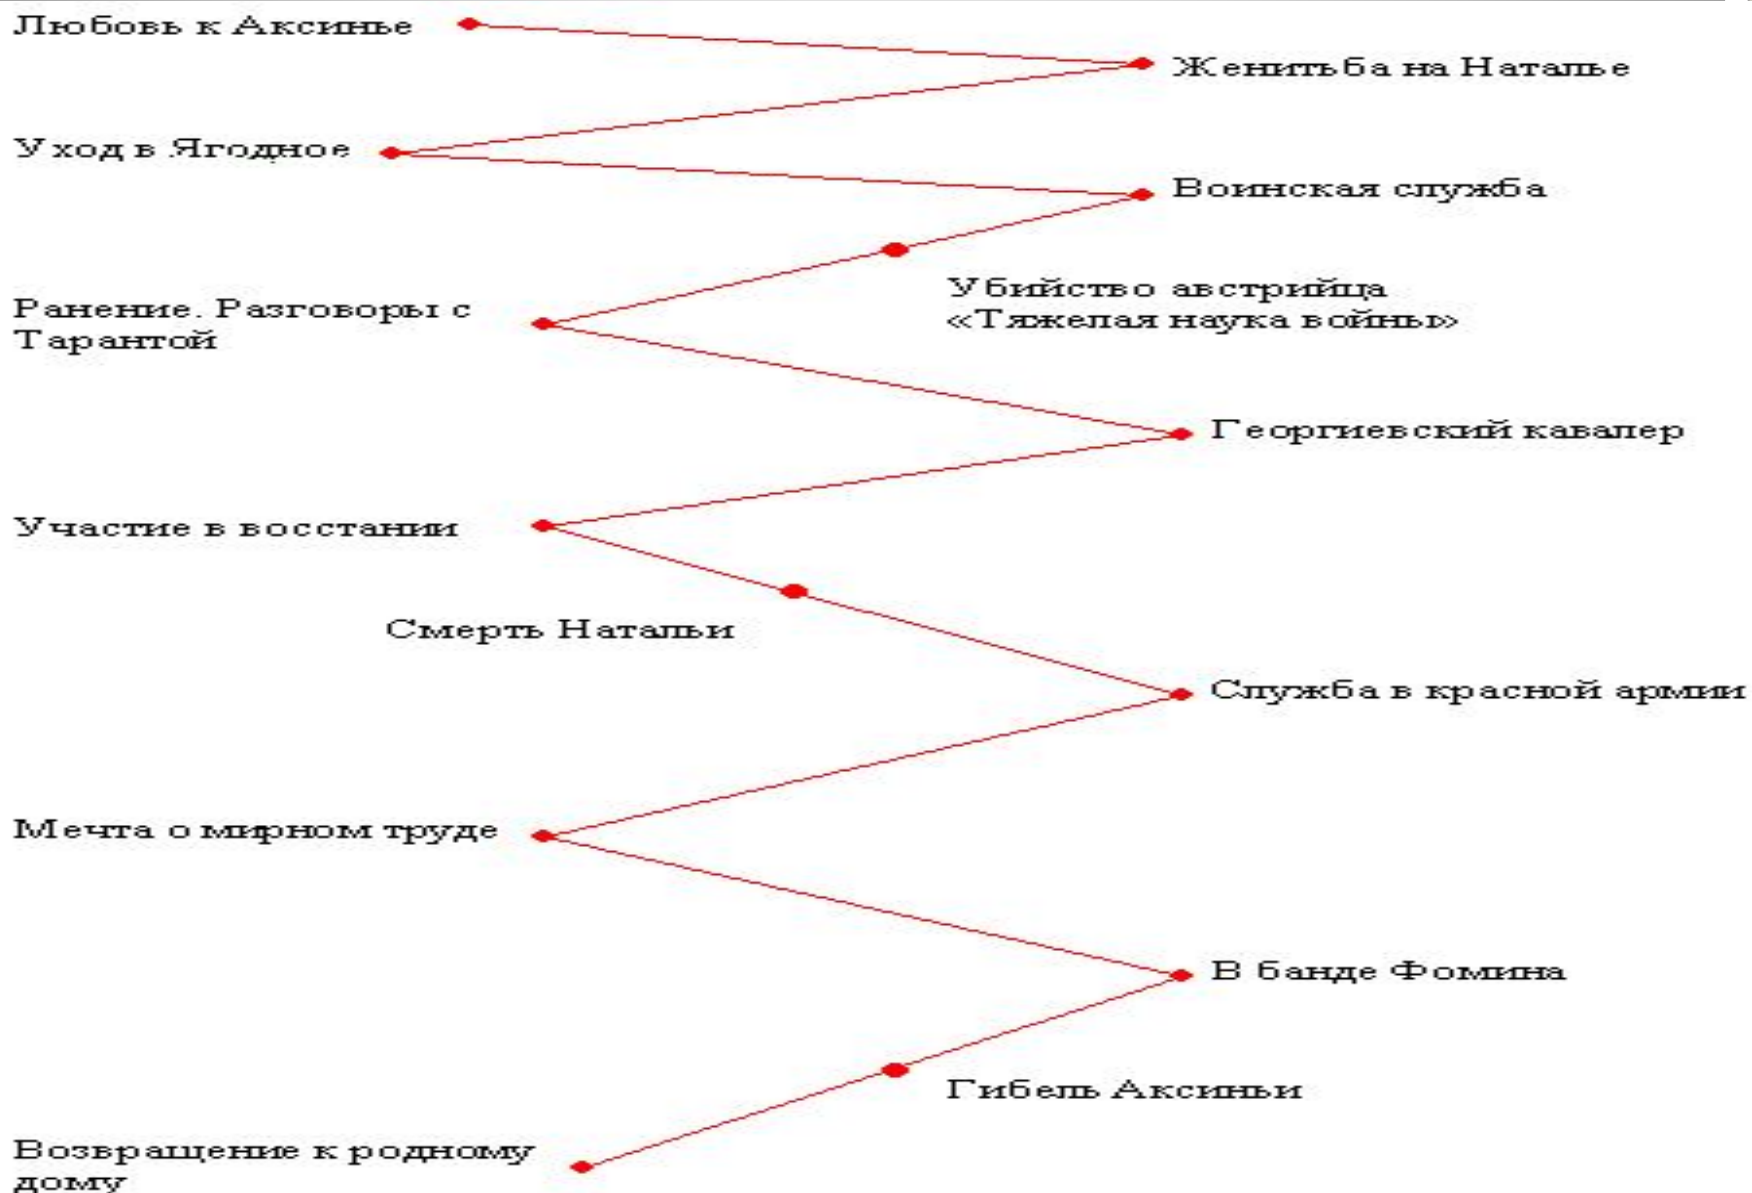 Любовь к Аксинье
Женитьба на Наталье
Уход в Ягодное
Воинская служба
Убийство австрийца
«Тяжелая наука войны»
Ранение. Разговоры с
Тарантой
Георгиевский кавалер
Участие в восстании
Смерть Натальи
Служба в красной армии
Мечта о мирном труде
В банде Фомина
Гибель Аксиньи
Возвращение к родному
дому